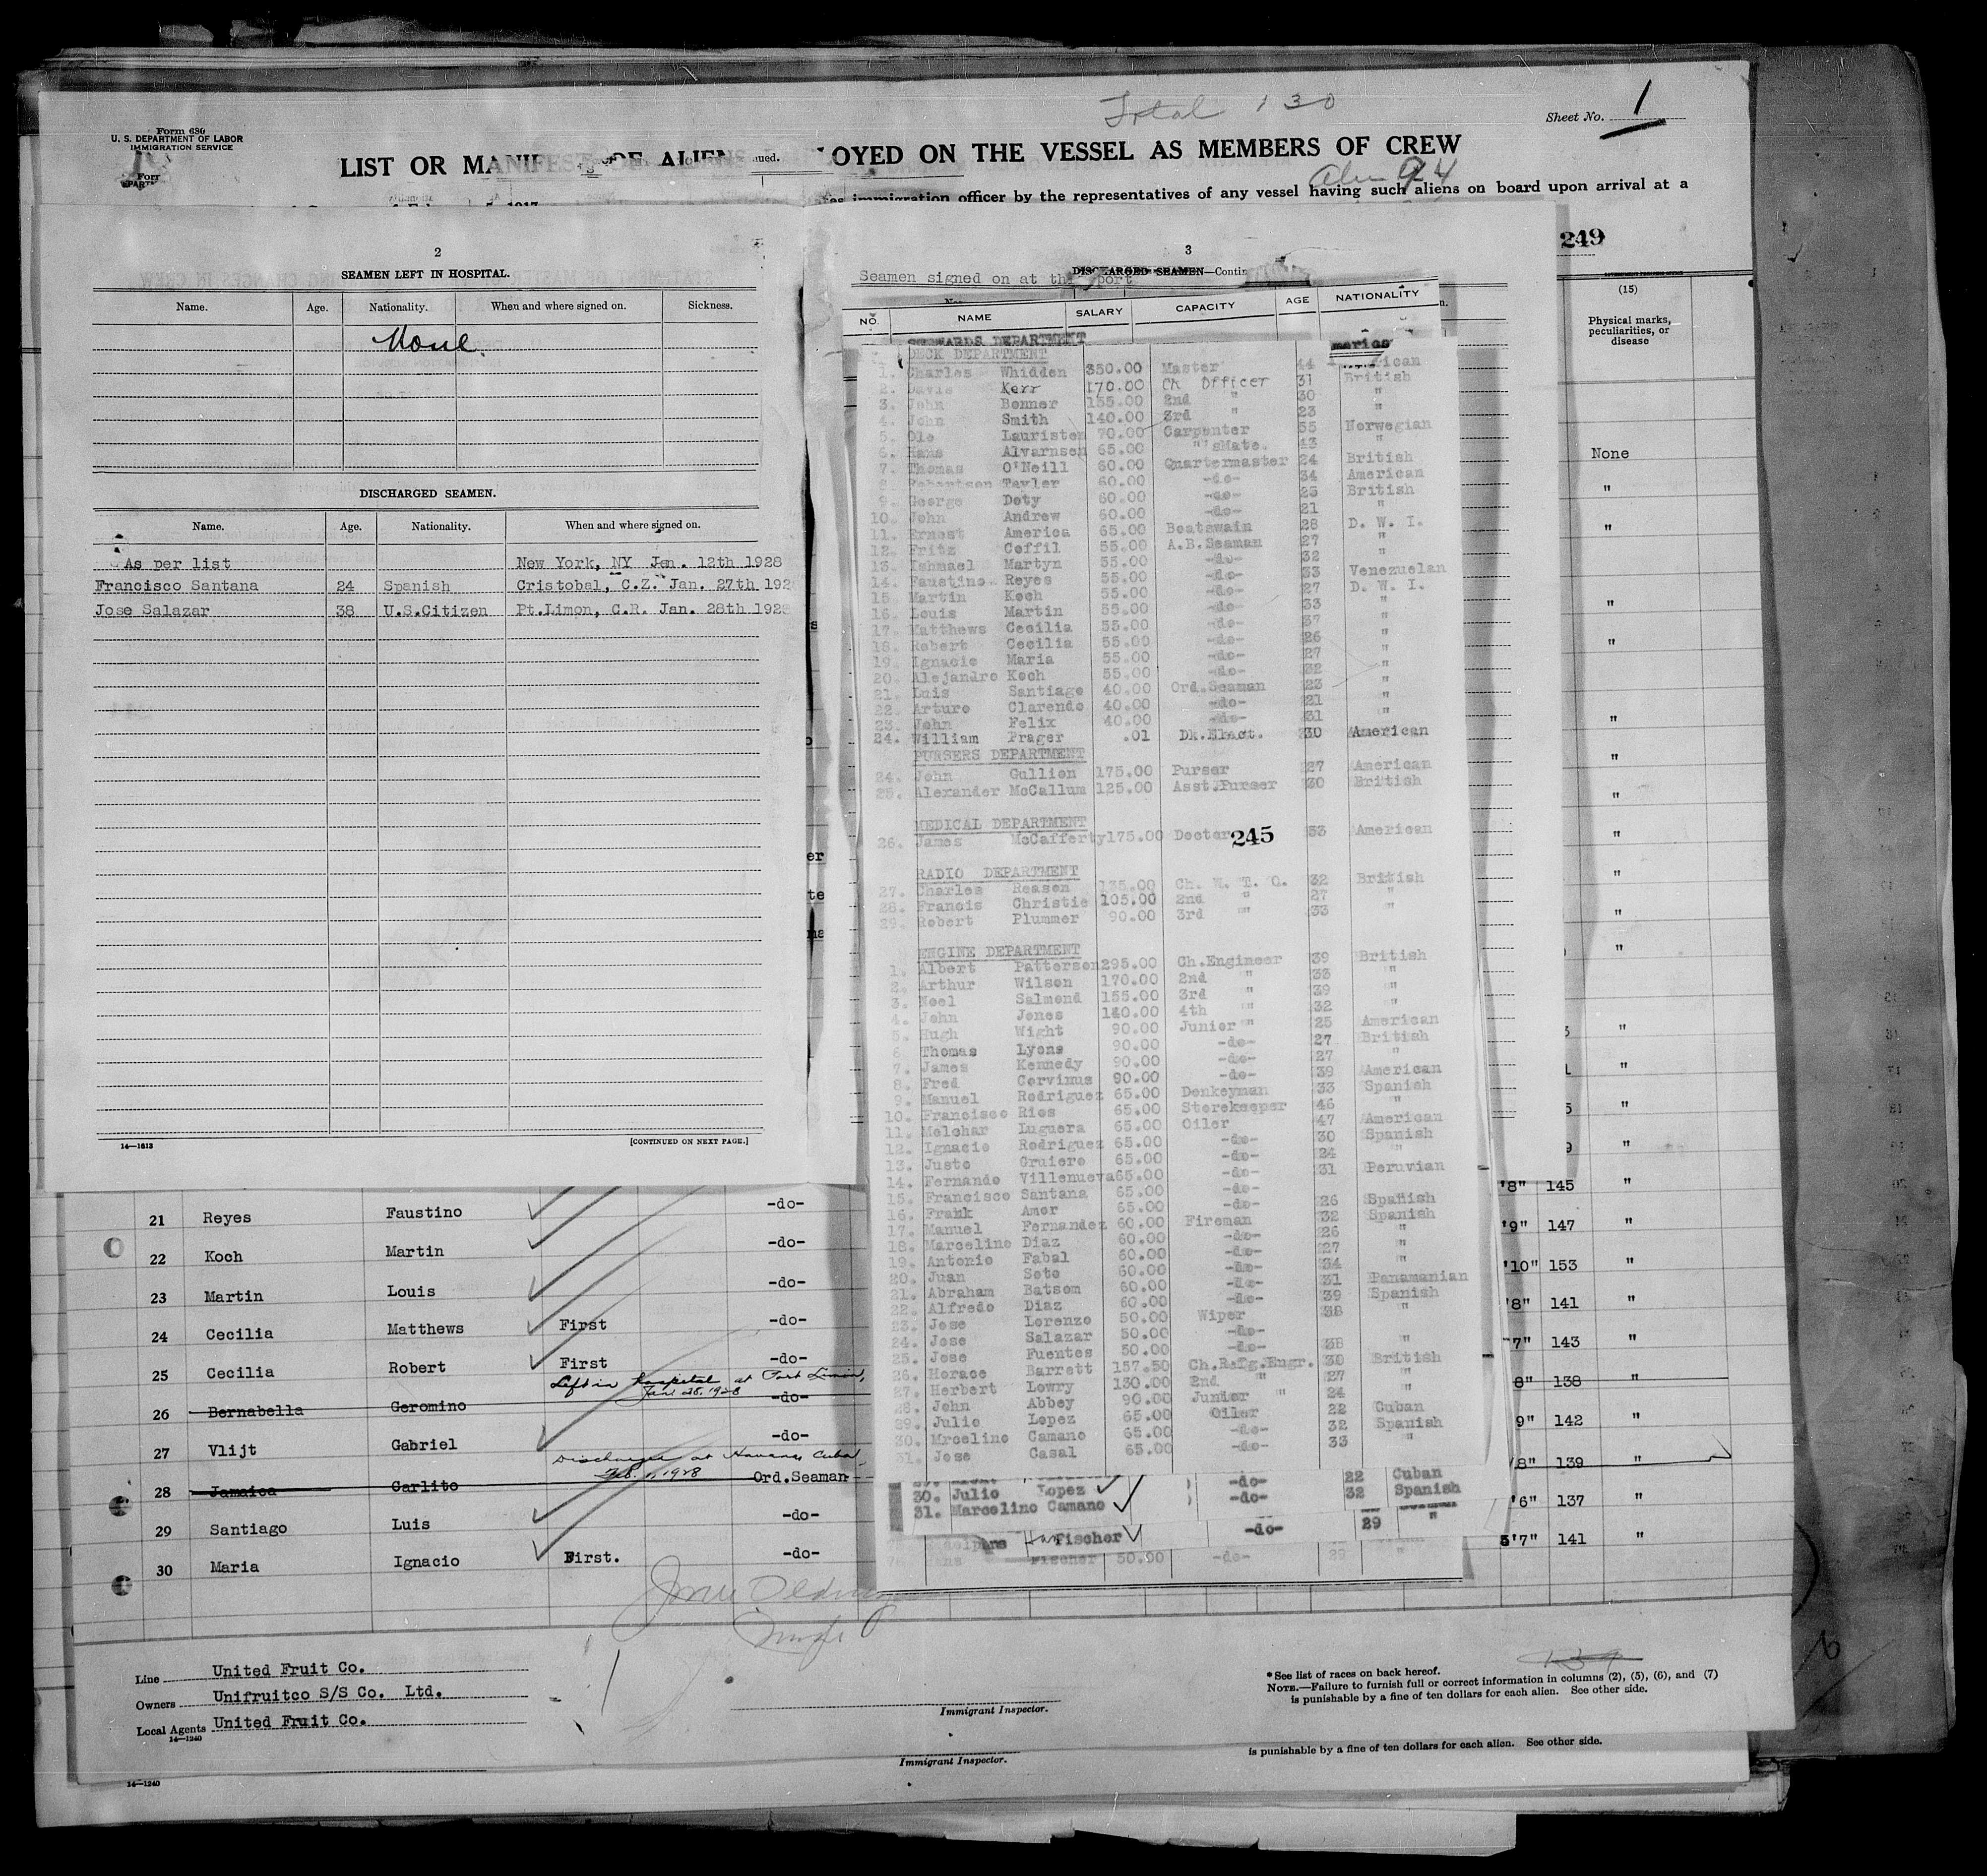 Total 130
Sheet No. 1
Form 680
U. S. DEPARTMENT OF LABOR
IMMIGRATION SERVICE
LIST OR MANIFEST OF ALIENS
OYED ON THE VESSEL AS MEMBERS OF CREW
94
immigration officer by the representatives of any vessel having such aliens on board upon arrival at a
249
2
SEAMEN LEFT IN HOSPITAL.
Name. Age. Nationality. When and where signed on. Sickness.
None.
DISCHARGED SEAMEN.
Name. Age. Nationality. When and where signed on.
As per list New York, NY Jan. 12th 1928
Francisco Santana 24 Spanish Cristobal, C.Z. Jan. 27th 192
Jose Salazar 38 U.S.Citizen Pt.Limon, C.R. Jan. 28th 1928
14—1613
[CONTINUED ON NEXT PAGE.]
3
DISCHARGED SEAMEN—Contin
Seamen signed on at th port
NO. NAME SALARY CAPACITY AGE NATIONALITY
DECK DEPARTMENT
1. Charles Whidden 350.00 Master 44 ican
2. Davis Kerr 170.00 Ch Officer 31 British
3. John Bonner 155.00 2nd " 30 "
4. John Smith 140.00 3rd " 23 "
5. Ole Lauristen 70.00 Carpenter 55 Norwegian
6. Hans Alvarnsen 65.00 "'sMate. 43 "
7. Thomas O'Neill 60.00 Quartermaster 24 British
8. Robertson Tayler 60.00 -do- 34 American
9. George Doty 60.00 -do- 23 British
10. John Andrew 60.00 -do- 21 "
11. Ernest America 65.00 Boatswain 28 D. W. I.
12. Fritz Coffil 55.00 A.B.Seaman 27 "
13. Ishmael Martyn 55.00 -do- 32 "
14. Faustino Reyes 55.00 -do- 33 Venezuelan
15. Martin Koch 55.00 -do- 27 D. W. I.
16. Louis Martin 55.00 -do- 33 "
17. Matthews Cecilia 55.00 -do- 37 "
18. Robert Cecilia 55.00 -do- 26 "
19. Ignacio Maria 55.00 -do- 27 "
20. Alejandro Koch 55.00 -do- 32 "
21. Luis Santiago 40.00 Ord.Seaman 23 "
22. Arturo Clarendo 40.00 -do- 21 "
23. John Felix 40.00 -do- 31 "
24. William Prager .01 Dk.Elect. 30 American
PURSERS DEPARTMENT
24. John Gullion 175.00 Purser 27 American
25. Alexander McCallum 125.00 Asst.Purser 30 British
MEDICAL DEPARTMENT
26. James McCafferty 175.00 Doctor 53 American
245
RADIO DEPARTMENT
27. Charles Reason 135.00 Ch. W. T. O. 32 British
28. Francis Christie 105.00 2nd " 27 "
29. Robert Plummer 90.00 3rd " 33 "
ENGINE DEPARTMENT
1. Albert Patterson 295.00 Ch.Engineer 39 British
2. Arthur Wilson 170.00 2nd " 33 "
3. Noel Salmond 155.00 3rd " 39 "
4. John Jones 140.00 4th " 32 "
5. Hugh Wight 90.00 Junior " 25 American
6. Thomas Lyons 90.00 -do- 27 British
7. James Kennedy 90.00 -do- 27 "
8. Fred Corvinus 90.00 -do- 39 American
9. Manuel Rodriguez 65.00 Donkeyman 33 Spanish
10. Francisco Rios 65.00 Storekeeper 46 "
11. Melchar Luguera 65.00 Oiler 47 American
12. Ignacio Rodriguez 65.00 -do- 30 Spanish
13. Justo Gruiero 65.00 -do- 24 "
14. Fernando Villenueva 65.00 -do- 31 Peruvian
15. Francisco Santana 65.00 -do- 26 Spanish
16. Frank Amor 65.00 -do- 32 Spanish
17. Manuel Fernandez 60.00 Fireman 26 "
18. Marcelino Diaz 60.00 -do- 27 "
19. Antonio Fabal 60.00 -do- 34 "
20. Juan Soto 60.00 -do- 31 Panamanian
21. Abraham Batsom 60.00 -do- 39 Spanish
22. Alfredo Diaz 60.00 -do- 38 "
23. Jose Lorenzo 50.00 Wiper
24. Jose Salazar 50.00 -do- 38 "
25. Jose Fuentes 50.00 -do- 30 British
26. Horace Barrett 157.50 Ch.Rfg.Engr. 27 "
27. Herbert Lowry 130.00 2nd " 24 "
28. John Abbey 90.00 Junior " 22 Cuban
29. Julio Lopez 65.00 Oiler 32 Spanish
30. Mrcelino Camano 65.00 -do- 33 "
31. Jose Casal 65.00 -do-
30. Julio Lopez -do- 22 Cuban
31. Marcelino Camano -do- 32 Spanish
Fischer -do- 29 "
Fischer 50.00 -do- 29
(15)
Physical marks, peculiarities, or disease
None
21 Reyes Faustino -do- '8" 145 "
22 Koch Martin -do- '9" 147 "
23 Martin Louis -do- '10" 153 "
24 Cecilia Matthews First -do- '8" 141 "
25 Cecilia Robert First -do- 7" 143 "
Left in hospital at Port Limon, Jan. 28, 1928
26 Bernabella Geromino -do- 8" 138 "
27 Vlijt Gabriel -do- 9" 142 "
Discharged at Havana, Cuba, Feb. 1, 1928
28 Jamaica Carlito Ord.Seaman /8" 139 "
29 Santiago Luis -do- '6" 137 "
30 Maria Ignacio First. -do- 5'7" 141 "
Line United Fruit Co.
Owners Unifruitco S/S Co. Ltd.
Local Agents United Fruit Co.
14—1240
Immigrant Inspector.
*See list of races on back hereof.
NOTE.—Failure to furnish full or correct information in columns (2), (5), (6), and (7)
is punishable by a fine of ten dollars for each alien. See other side.
Immigrant Inspector.
is punishable by a fine of ten dollars for each alien. See other side.
14—1240